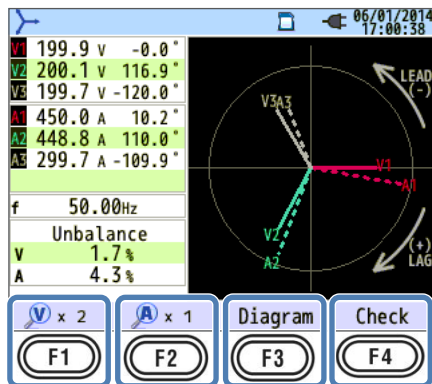 06/01/2014
17:00:38
V1 199.9 V -0.0°
V2 200.1 V 116.9°
V3 199.7 V -120.0°
A1 450.0 A 10.2°
A2 448.8 A 110.0°
A3 299.7 A -109.9°
f 50.00Hz
Unbalance
V 1.7%
A 4.3%
LEAD
(-)
V3
A3
V1
A1
V2
A2
(+)
LAG
V x 2
A x 1
Diagram
Check
F1
F2
F3
F4